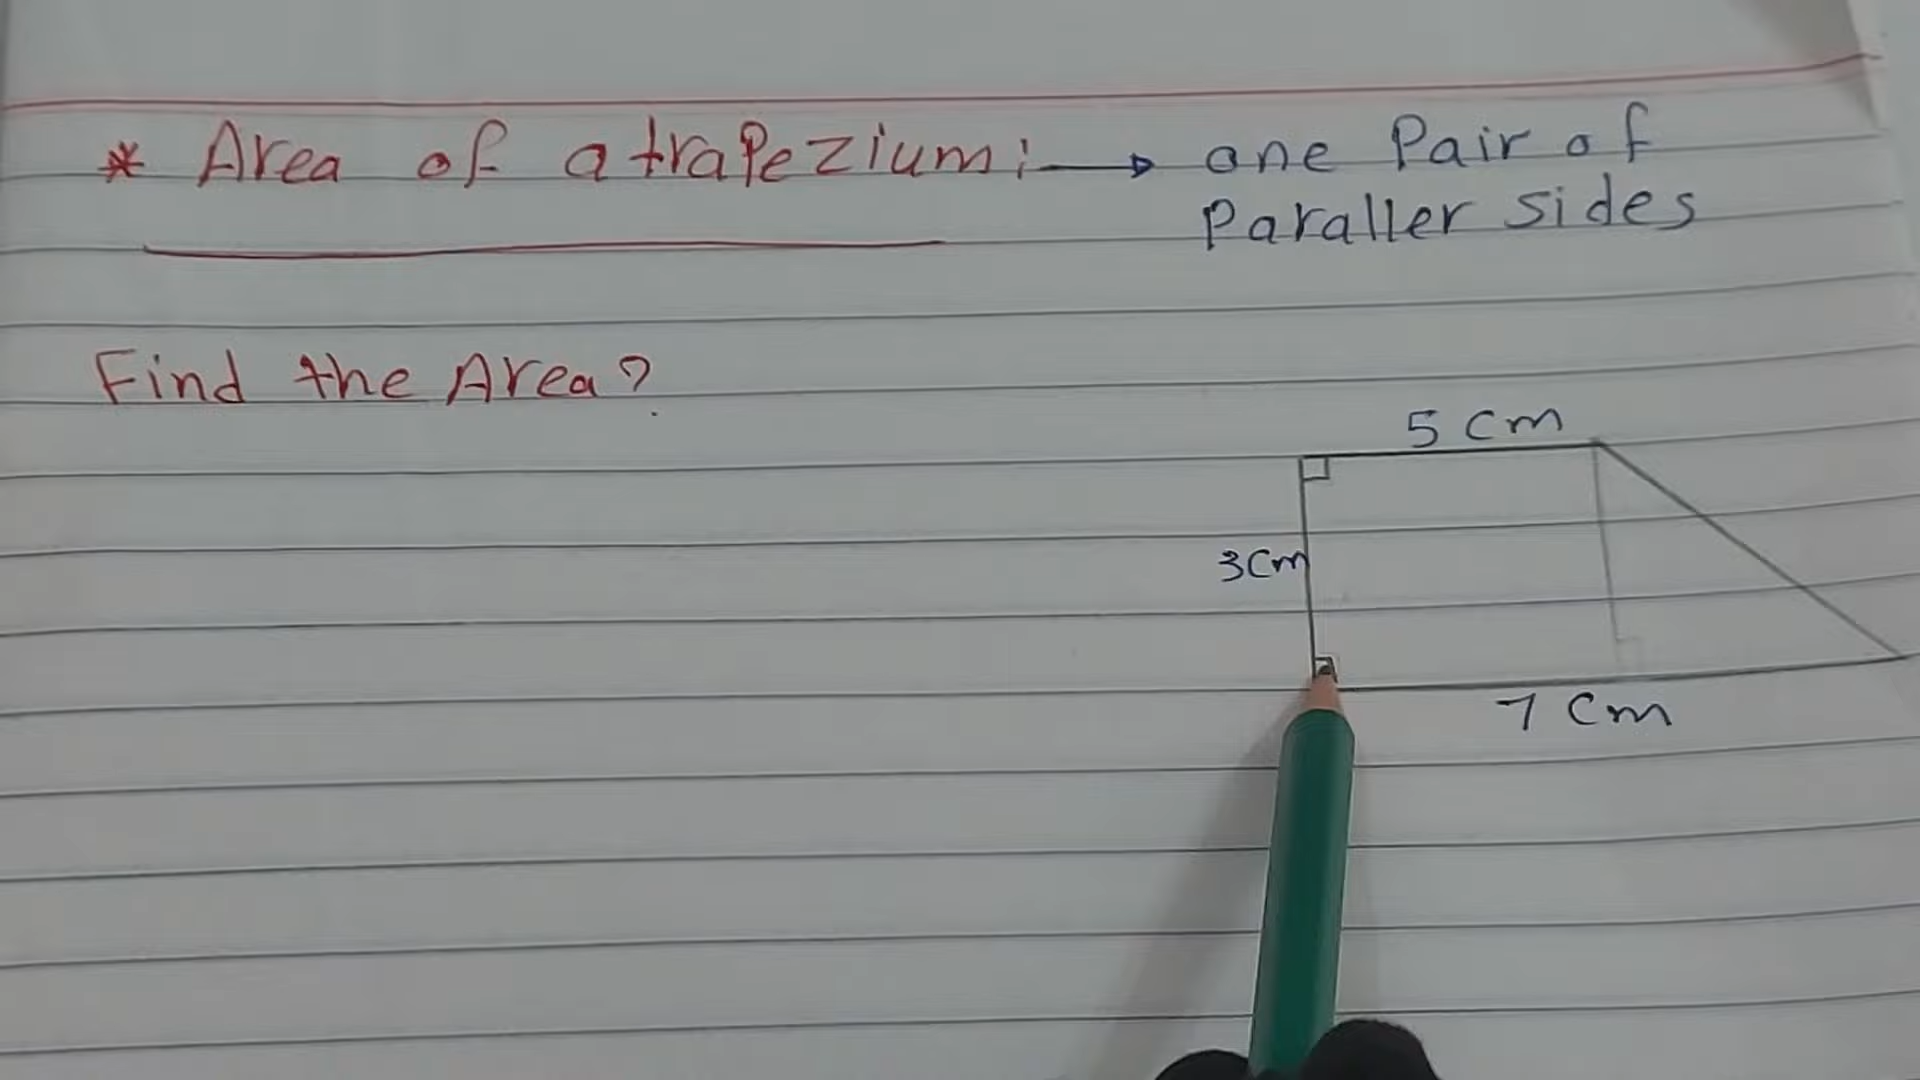 * Area of a trapezium: → one Pair of
Paraller sides
Find the Area?
5 cm
3cm
7 cm